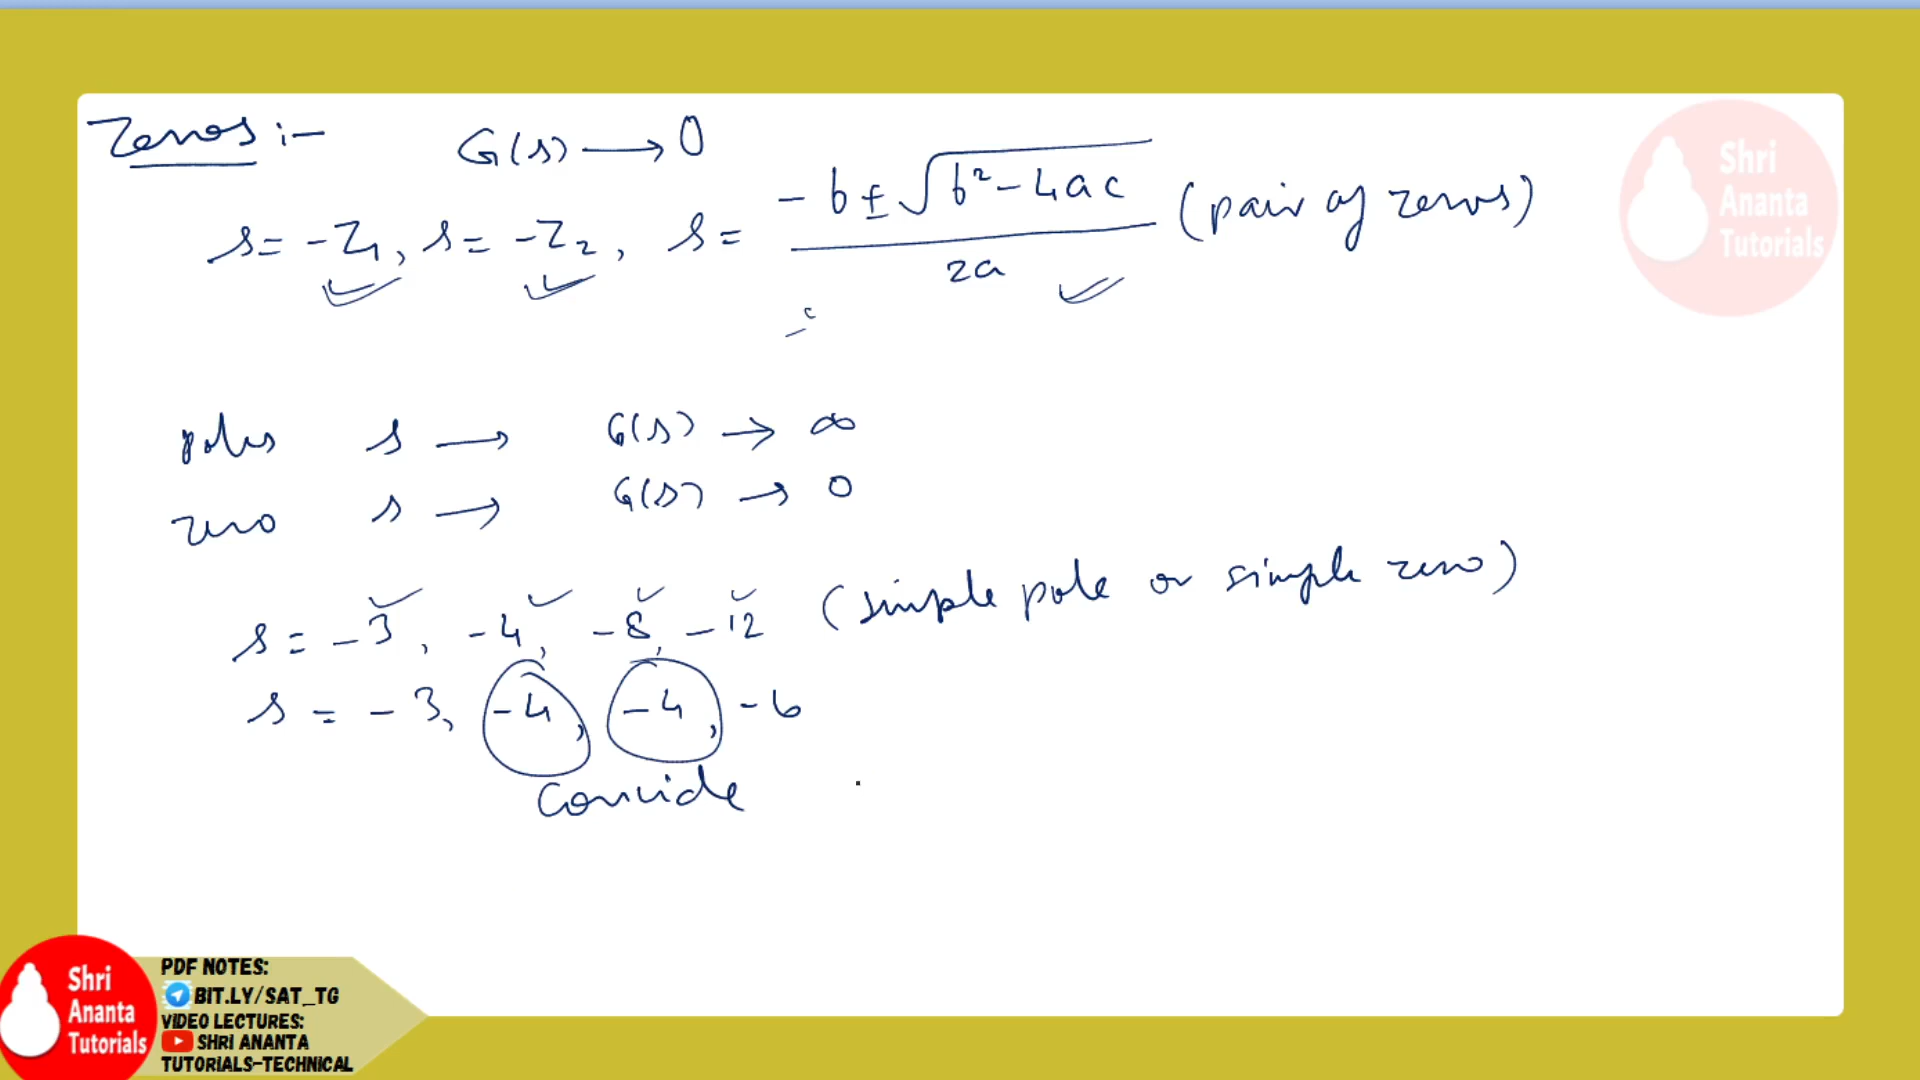 Zeros :- G(s) → 0
s = -Z1, s = -Z2, s = (-b ± √(b² - 4ac)) / 2a (pair of zeros)
poles s → G(s) → ∞
zero s → G(s) → 0
s = -3, -4, -8, -12 (simple pole or simple zero)
s = -3, -4, -4, -6
Coincide
Shri
Ananta
Tutorials
Shri
Ananta
Tutorials
PDF NOTES:
BIT.LY/SAT_TG
VIDEO LECTURES:
SHRI ANANTA
TUTORIALS-TECHNICAL